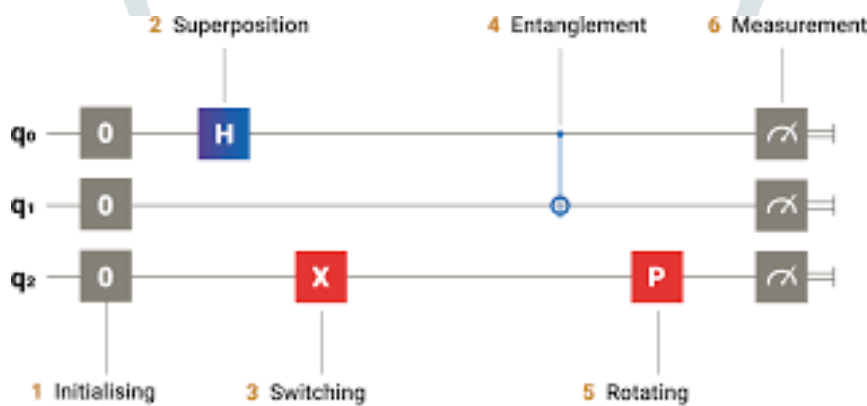 2 Superposition 4 Entanglement 6 Measurement
q₀ 0 H
q₁ 0
q₂ 0 X P
1 Initialising 3 Switching 5 Rotating